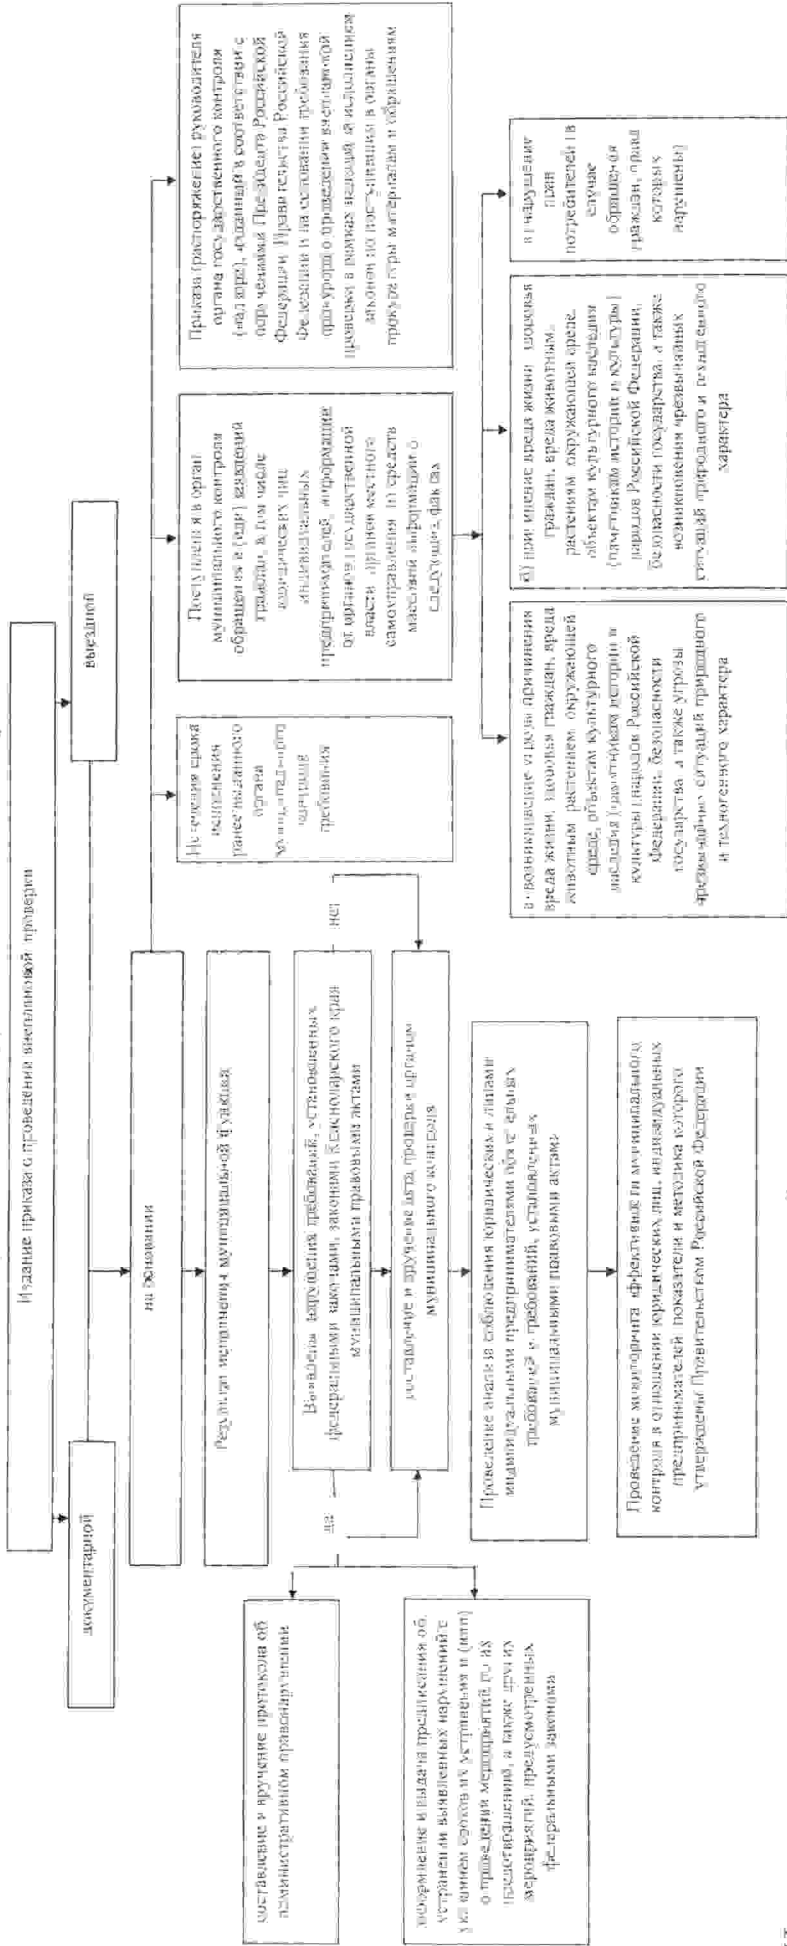 Издание приказа о проведении внеплановой проверки
документарной
выездной
на основании
Результат исполнения муниципальной функции
Выявлены нарушения требований, установленных
федеральными законами, законами Краснодарского края
муниципальными правовыми актами
да
нет
составление и вручение акта проверки органом
муниципального контроля
Проведение анализа соблюдения юридическими лицами
индивидуальными предпринимателями обязательных
требований и требований, установленных
муниципальными правовыми актами
Проведение мониторинга эффективности муниципального
контроля в отношении юридических лиц, индивидуальных
предпринимателей, показатели и методика которого
утверждены Правительством Российской Федерации
составление и вручение протокола об
административном правонарушении
оформление и выдача предписания об
устранении выявленных нарушений с
указанием сроков их устранения и (или)
о проведении мероприятий по их
предотвращению, а также других
мероприятий, предусмотренных
федеральными законами
Истечения срока
исполнения
ранее выданного
органа
муниципального
требования
Поступления в орган
муниципального контроля
обращения и (или) заявлений
граждан, в том числе
юридических лиц
индивидуальных
предпринимателей, информации
от органов государственной
власти органов местного
самоуправления из средств
массовой информации о
следующих фактах
Приказа (распоряжение) руководителя
органа государственного контроля
(надзора), изданный в соответствии с
поручениями Президента Российской
Федерации Правительства Российской
Федерации и на основании требования
прокурора о проведении внеплановой
проверки в рамках надзора за исполнением
законов по поступившим в органы
прокуратуры материалам и обращениям
а) возникновение угрозы причинения
вреда жизни, здоровья граждан, вреда
животным растениям, окружающей
среде, объектам культурного
наследия (памятникам истории и
культуры) народов Российской
Федерации, безопасности
государства а также угрозы
чрезвычайных ситуаций природного
и техногенного характера
б) причинение вреда жизни здоровья
граждан, вреда животным,
растениям окружающей среде,
объектам культурного наследия
(памятникам истории и культуры)
народов Российской Федерации,
безопасности государства, а также
возникновения чрезвычайных
ситуаций природного и техногенного
характера
в) нарушение
прав
потребителей (в
случае
обращения
граждан, права
которых
нарушены)